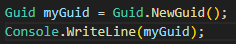 Guid myGuid = Guid.NewGuid();
Console.WriteLine(myGuid);